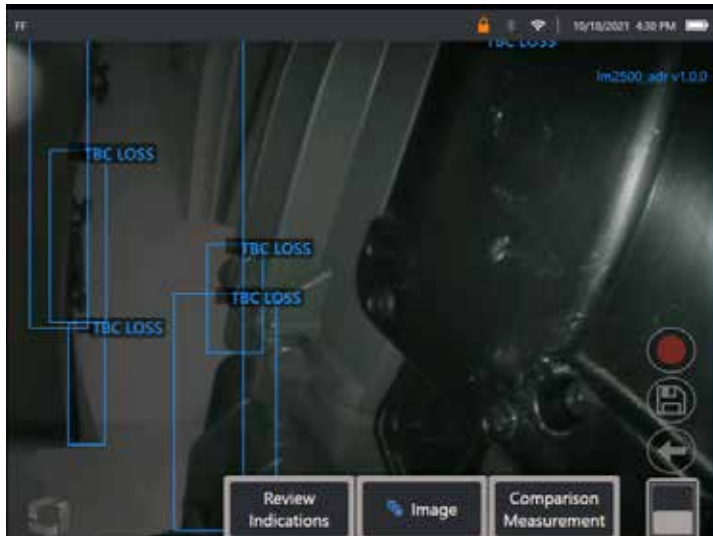 FF
10/18/2021 4:30 PM
TBC LOSS
lm2500_adr v1.0.0
TBC LOSS
TBC LOSS
TBC LOSS
TBC LOSS
Review
Indications
Image
Comparison
Measurement